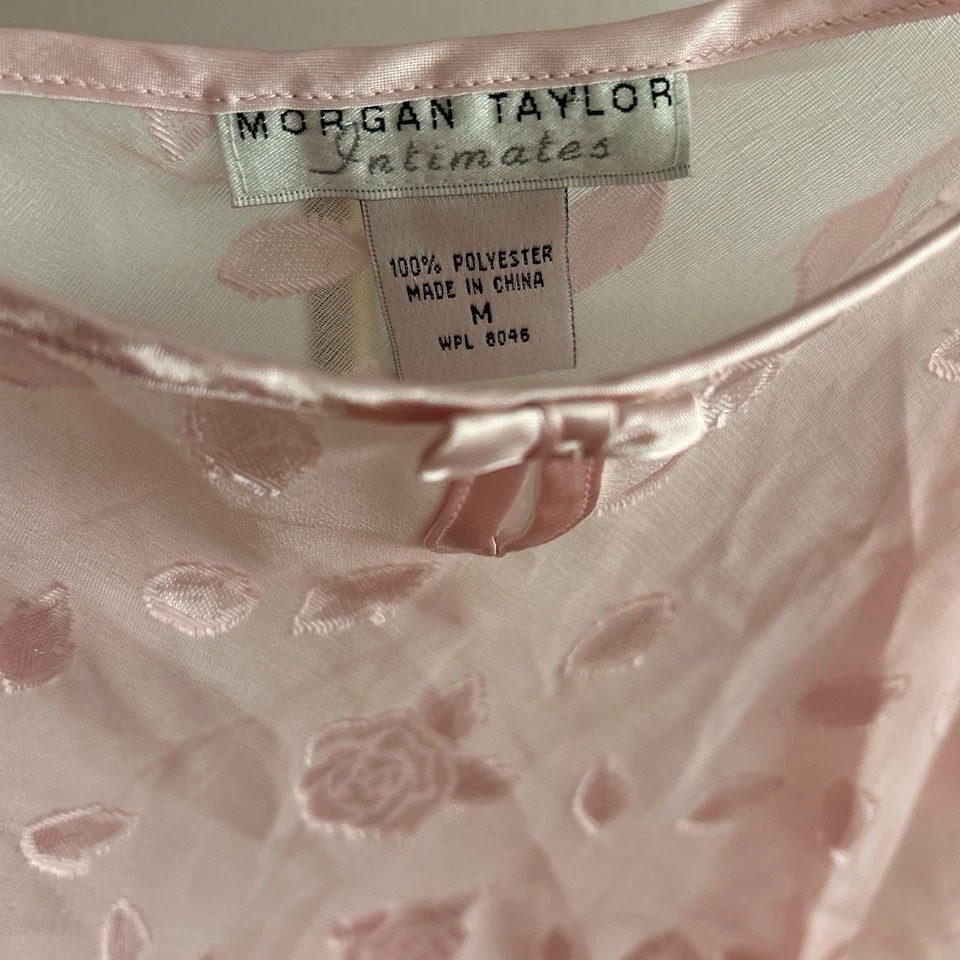 MORGAN TAYLOR
Intimates
100% POLYESTER
MADE IN CHINA
M
WPL 8046